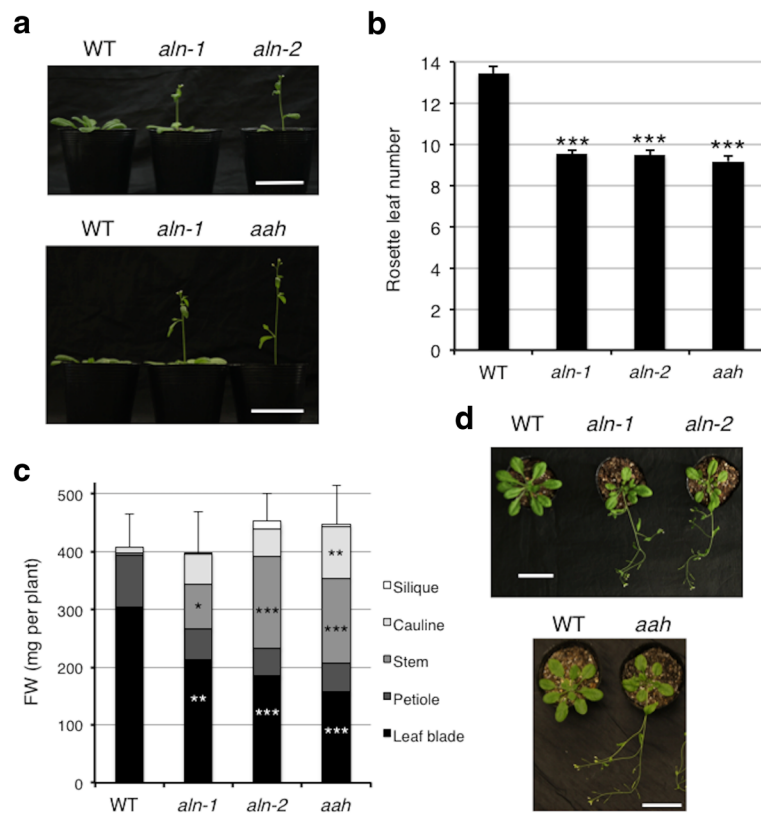 a
WT aln-1 aln-2
WT aln-1 aah
b
Rosette leaf number
14
12
10
8
6
4
2
0
***
***
***
WT aln-1 aln-2 aah
c
FW (mg per plant)
500
400
300
200
100
0
*
**
***
***
**
***
***
WT aln-1 aln-2 aah
Silique
Cauline
Stem
Petiole
Leaf blade
d
WT aln-1 aln-2
WT aah